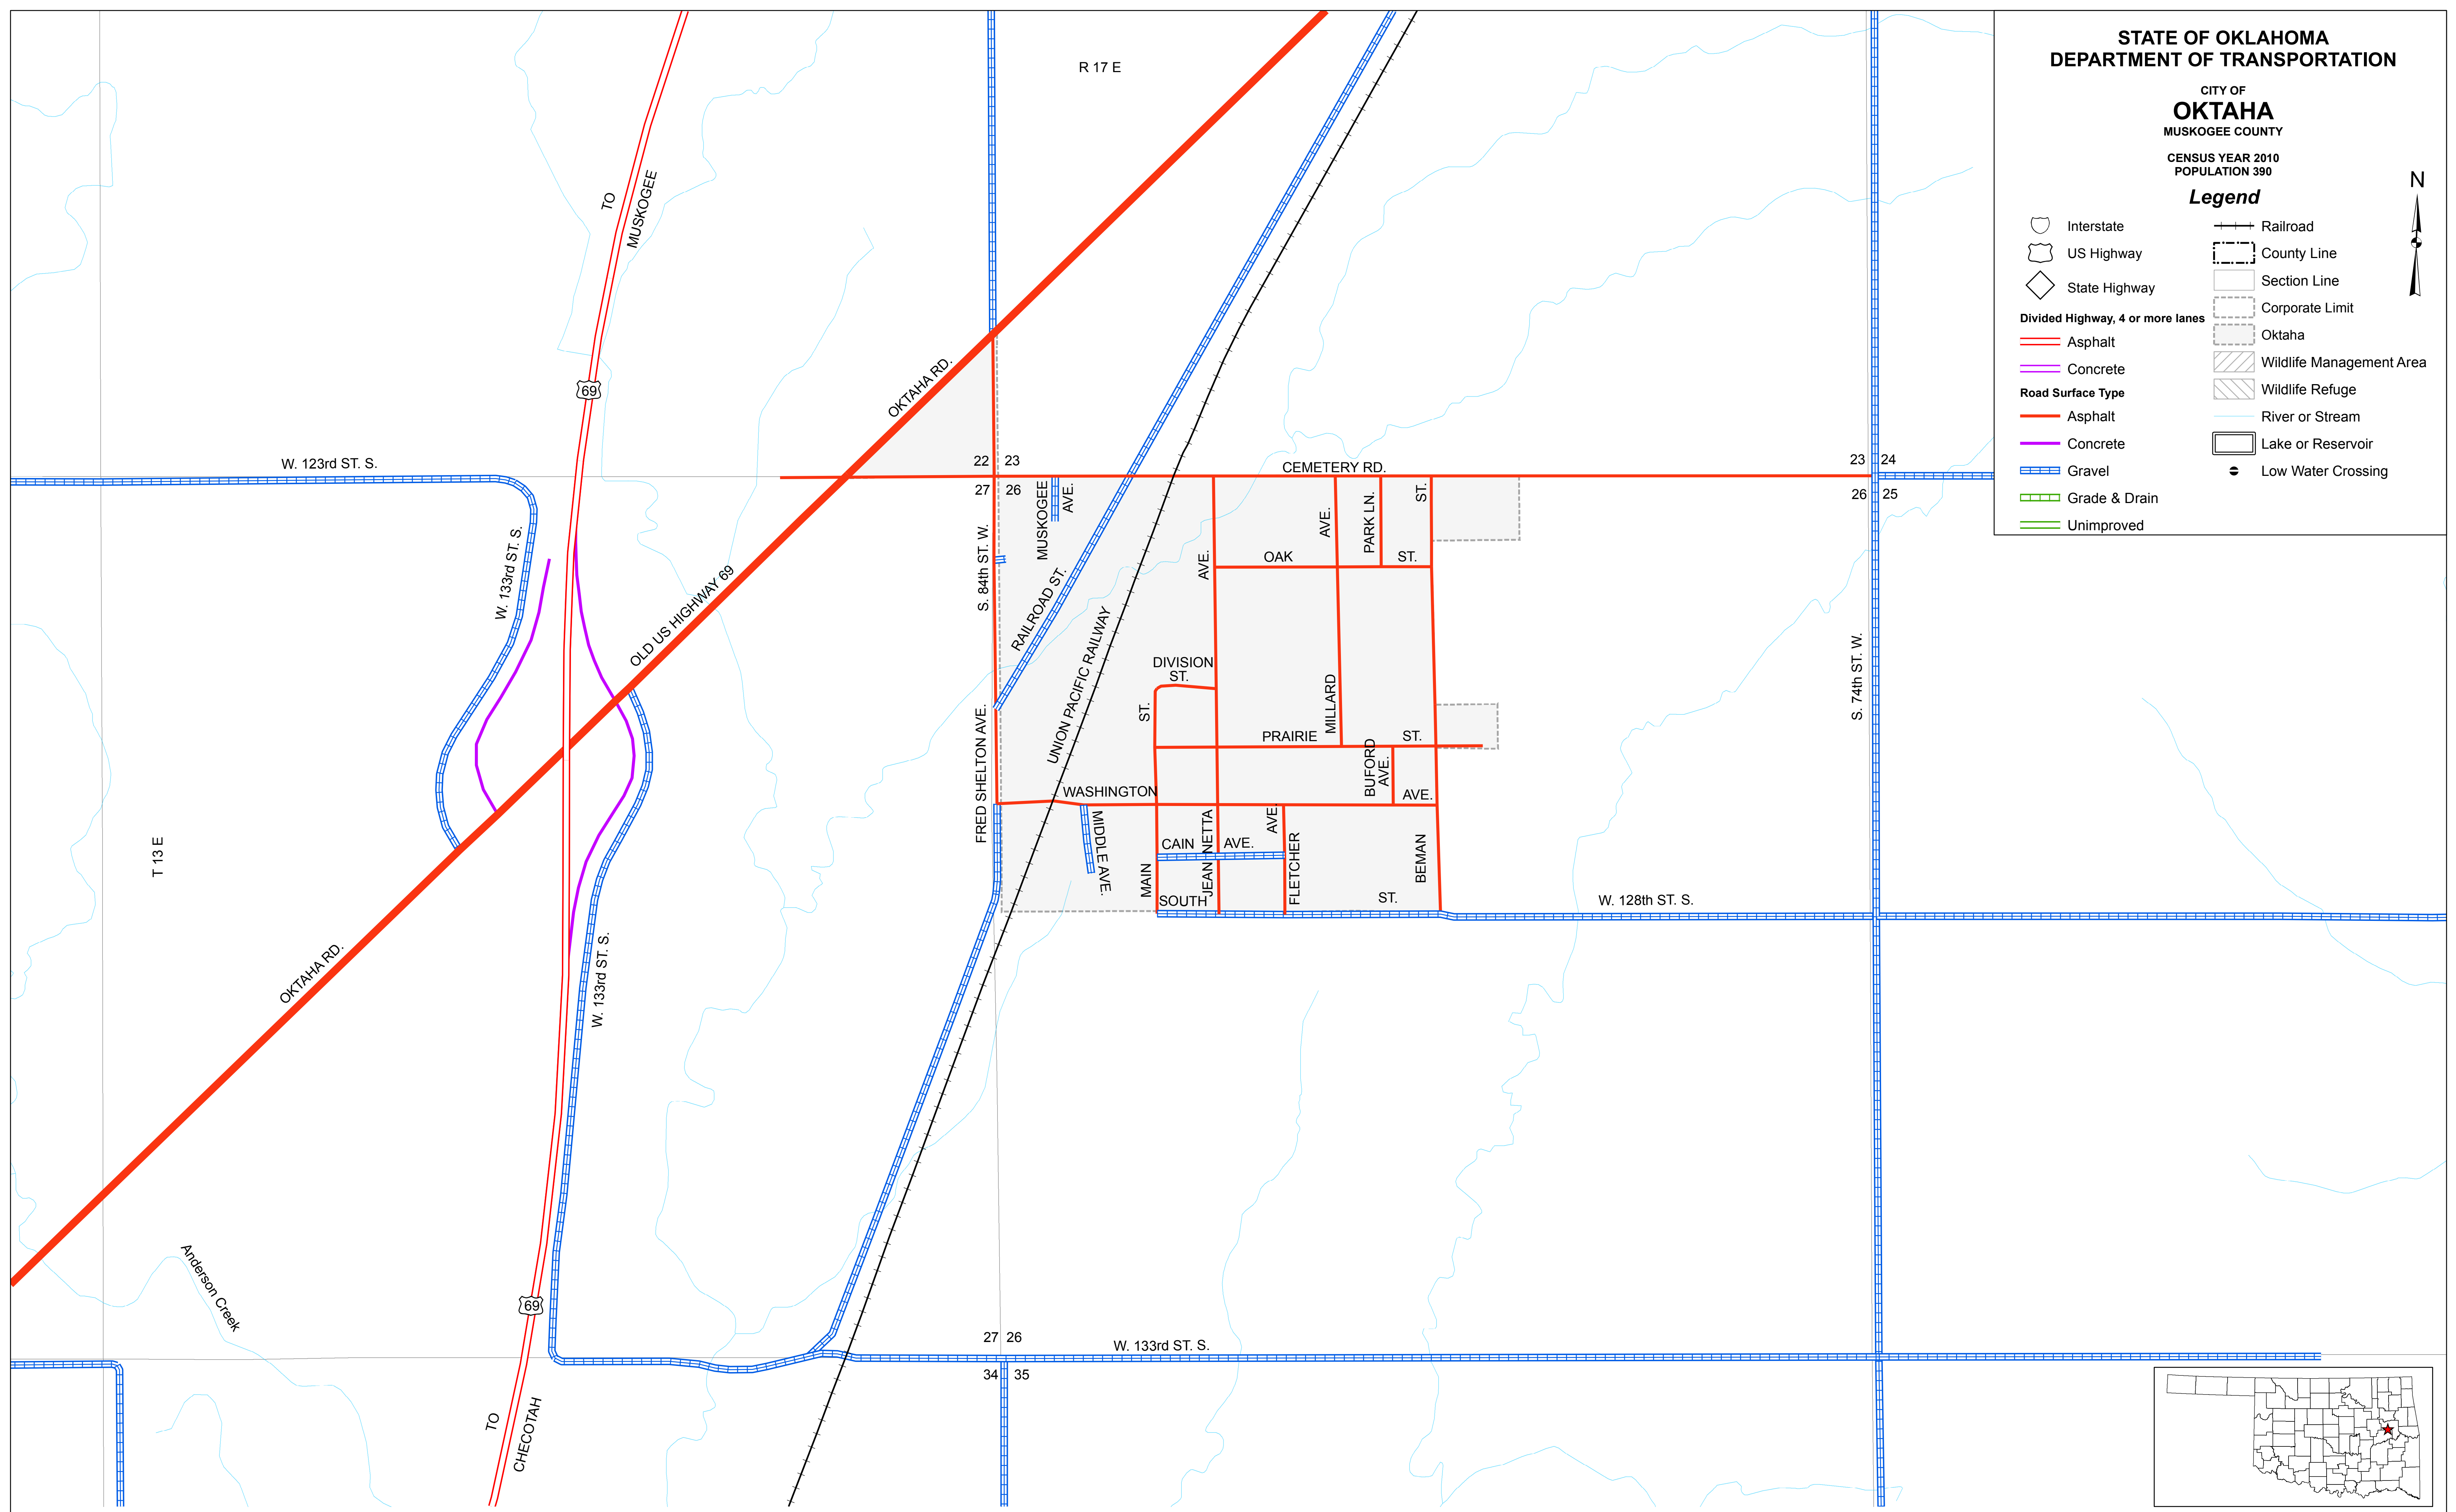 STATE OF OKLAHOMA
DEPARTMENT OF TRANSPORTATION
CITY OF
OKTAHA
MUSKOGEE COUNTY
CENSUS YEAR 2010
POPULATION 390
Legend
N
Interstate
US Highway
State Highway
Divided Highway, 4 or more lanes
Asphalt
Concrete
Road Surface Type
Asphalt
Concrete
Gravel
Grade & Drain
Unimproved
Railroad
County Line
Section Line
Corporate Limit
Oktaha
Wildlife Management Area
Wildlife Refuge
River or Stream
Lake or Reservoir
Low Water Crossing
R 17 E
TO
MUSKOGEE
69
OKTAHA RD.
W. 123rd ST. S.
22 23
27 26
CEMETERY RD.
23 24
26 25
MUSKOGEE
AVE.
AVE.
PARK LN.
ST.
W. 133rd ST. S.
S. 84th ST. W.
OAK
ST.
AVE.
RAILROAD ST.
OLD US HIGHWAY 69
UNION PACIFIC RAILWAY
DIVISION
ST.
S. 74th ST. W.
ST.
MILLARD
PRAIRIE
ST.
FRED SHELTON AVE.
BUFORD
AVE.
WASHINGTON
AVE.
MIDDLE AVE.
CAIN
AVE.
JEAN NETTA
AVE.
FLETCHER
BEMAN
MAIN
SOUTH
ST.
W. 128th ST. S.
T 13 E
OKTAHA RD.
W. 133rd ST. S.
Anderson Creek
69
27 26
34 35
W. 133rd ST. S.
TO
CHECOTAH